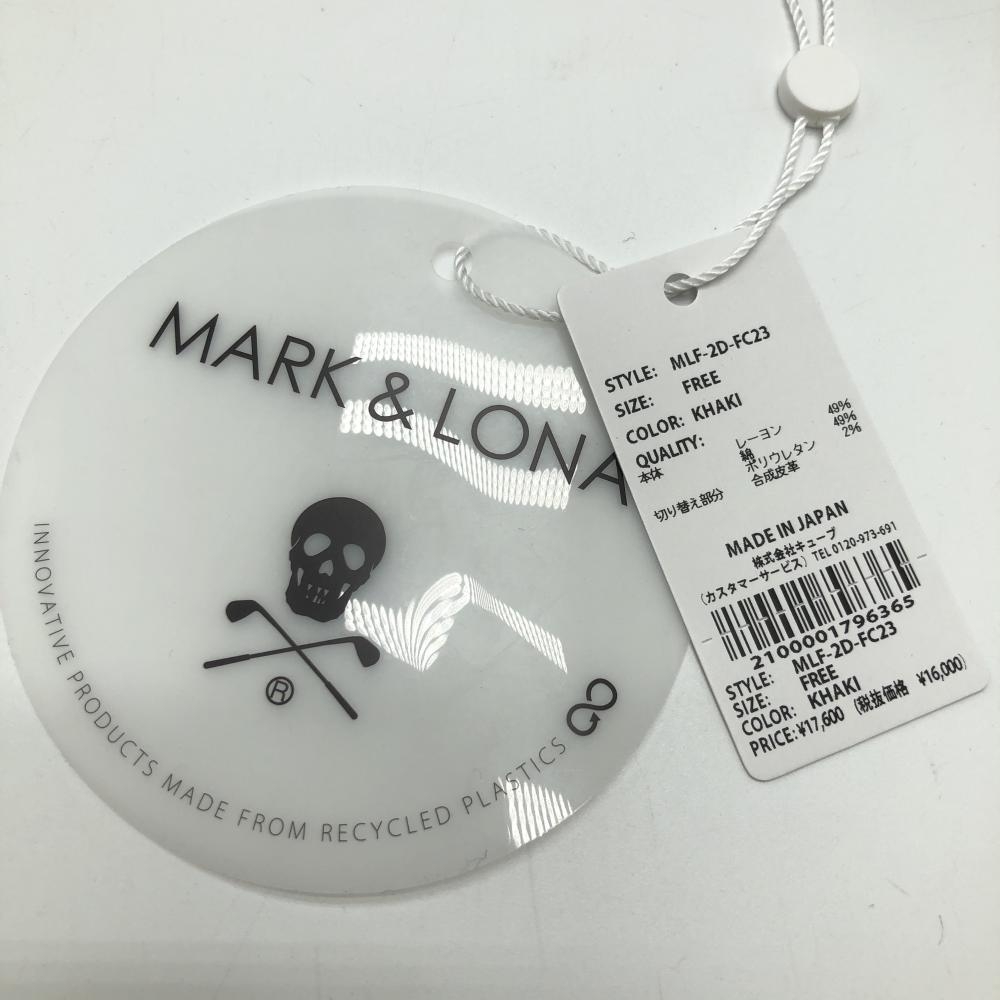 MARK & LONA
®
INNOVATIVE PRODUCTS MADE FROM RECYCLED PLASTICS
STYLE: MLF-2D-FC23
SIZE: FREE
COLOR: KHAKI
QUALITY:
本体 レーヨン 49%
綿 49%
ポリウレタン 2%
切り替え部分 合成皮革
MADE IN JAPAN
株式会社キューブ
(カスタマーサービス) TEL 0120-973-691
2100001796365
STYLE: MLF-2D-FC23
SIZE: FREE
COLOR: KHAKI
PRICE:¥17,600 (税抜価格 ¥16,000)